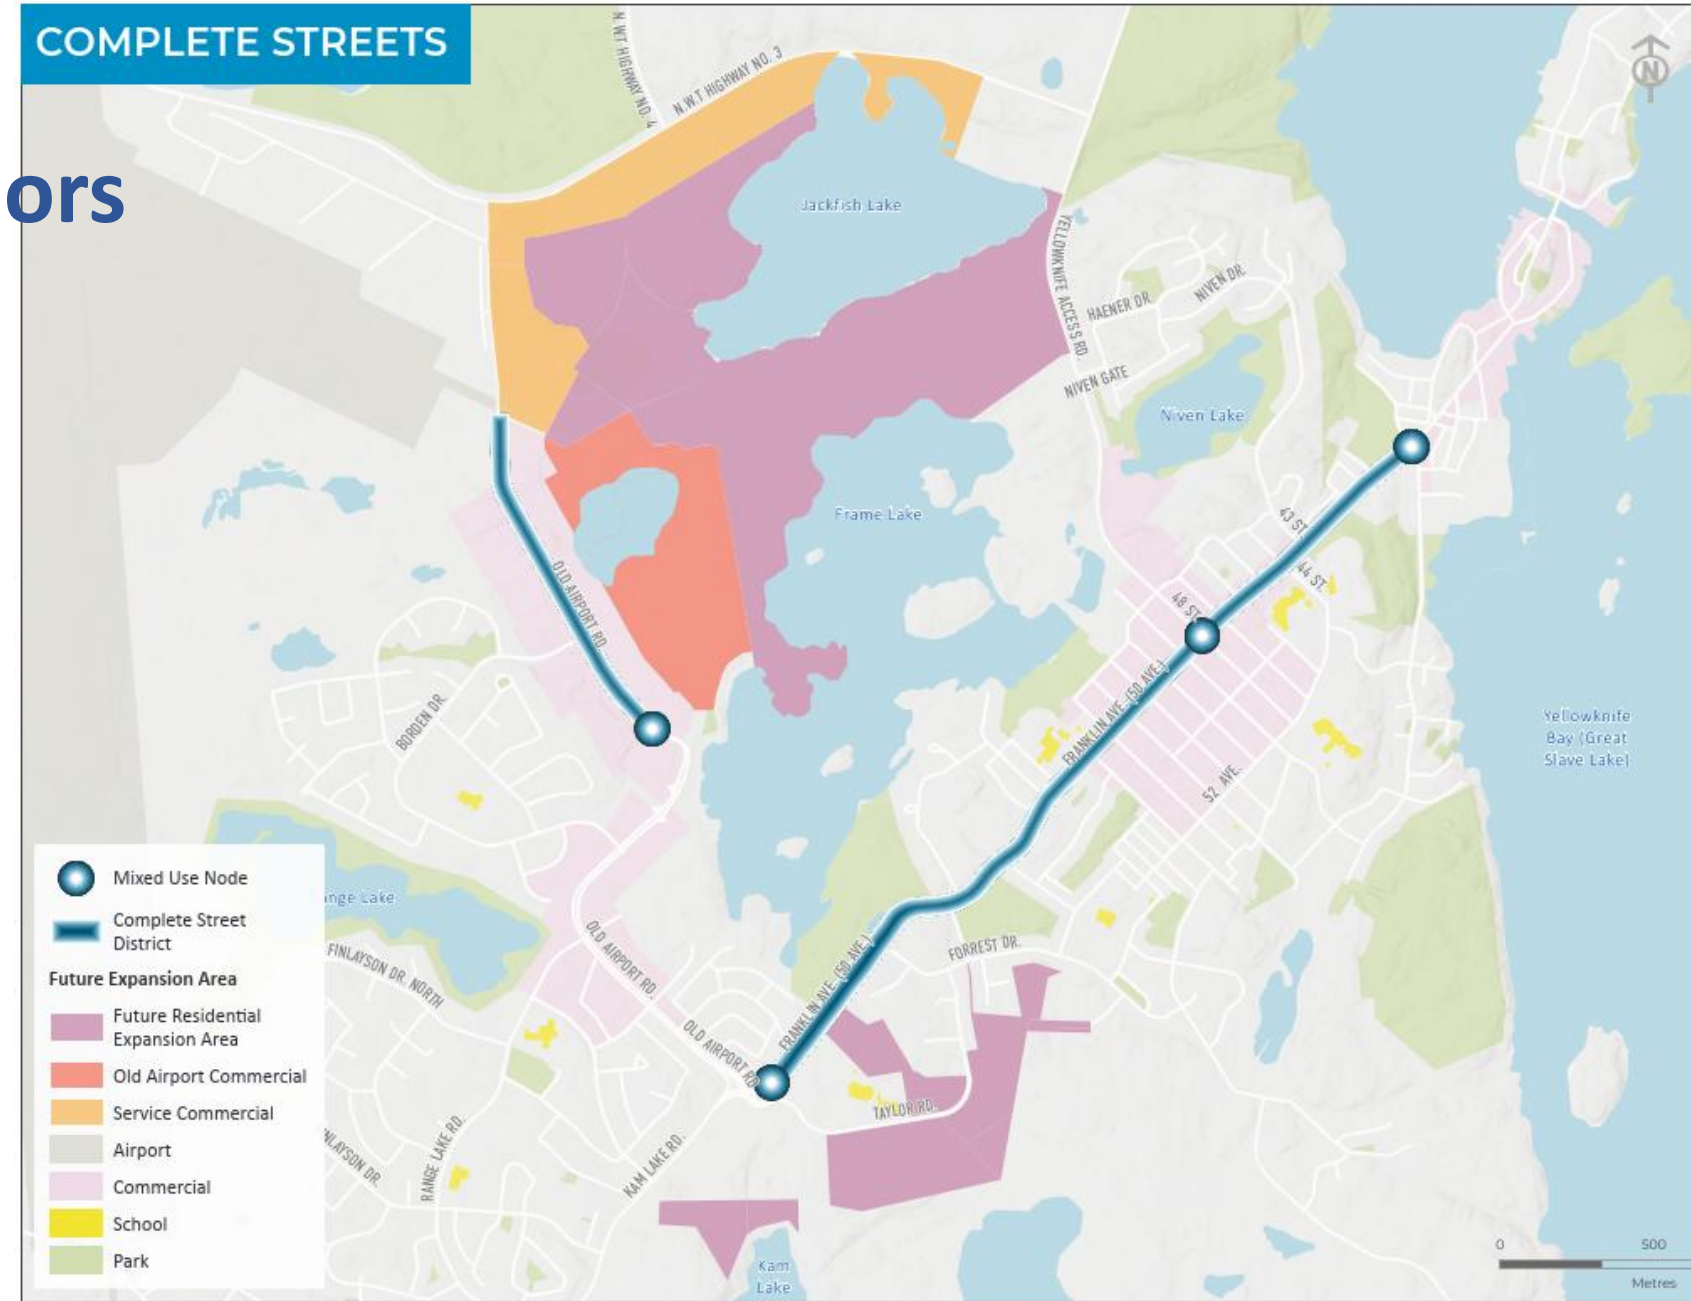 COMPLETE STREETS
ors
N.W.T HIGHWAY NO. 4
N.W.T HIGHWAY NO. 3
N
Jackfish Lake
YELLOWKNIFE ACCESS RD.
HAENER DR.
NIVEN DR.
NIVEN GATE
Niven Lake
Frame Lake
43 ST.
44 ST.
48 ST.
OLD AIRPORT RD.
BORDEN DR.
FRANKLIN AVE. (50 AVE.)
52 AVE.
Yellowknife
Bay (Great
Slave Lake)
nge Lake
FINLAYSON DR. NORTH
OLD AIRPORT RD.
OLD AIRPORT RD.
FRANKLIN AVE. (50 AVE.)
FORREST DR.
TAYLOR RD.
NLAYSON DR.
RANGE LAKE RD.
KAM LAKE RD.
Kam
Lake
Mixed Use Node
Complete Street
District
Future Expansion Area
Future Residential
Expansion Area
Old Airport Commercial
Service Commercial
Airport
Commercial
School
Park
0 500
Metres